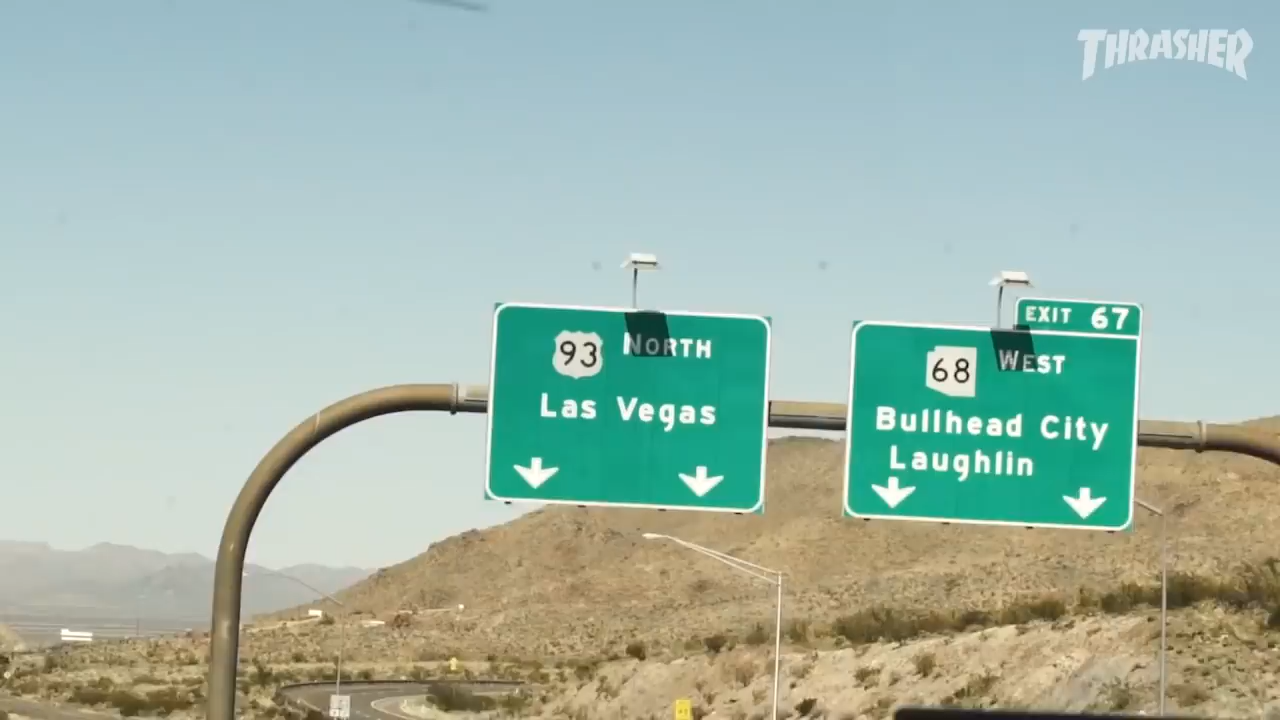 THRASHER
EXIT 67
93 NORTH
Las Vegas
68 WEST
Bullhead City
Laughlin